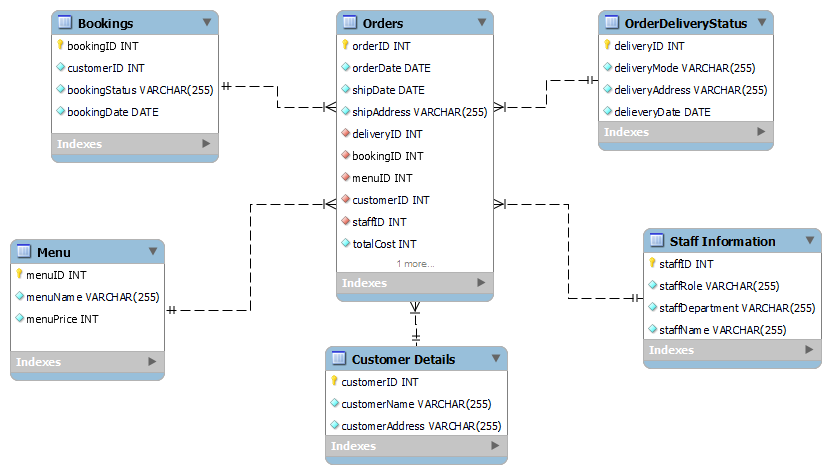 Bookings
bookingID INT
customerID INT
bookingStatus VARCHAR(255)
bookingDate DATE
Indexes
Orders
orderID INT
orderDate DATE
shipDate DATE
shipAddress VARCHAR(255)
deliveryID INT
bookingID INT
menuID INT
customerID INT
staffID INT
totalCost INT
1 more...
Indexes
OrderDeliveryStatus
deliveryID INT
deliveryMode VARCHAR(255)
deliveryAddress VARCHAR(255)
delieveryDate DATE
Indexes
Menu
menuID INT
menuName VARCHAR(255)
menuPrice INT
Indexes
Staff Information
staffID INT
staffRole VARCHAR(255)
staffDepartment VARCHAR(255)
staffName VARCHAR(255)
Indexes
Customer Details
customerID INT
customerName VARCHAR(255)
customerAddress VARCHAR(255)
Indexes